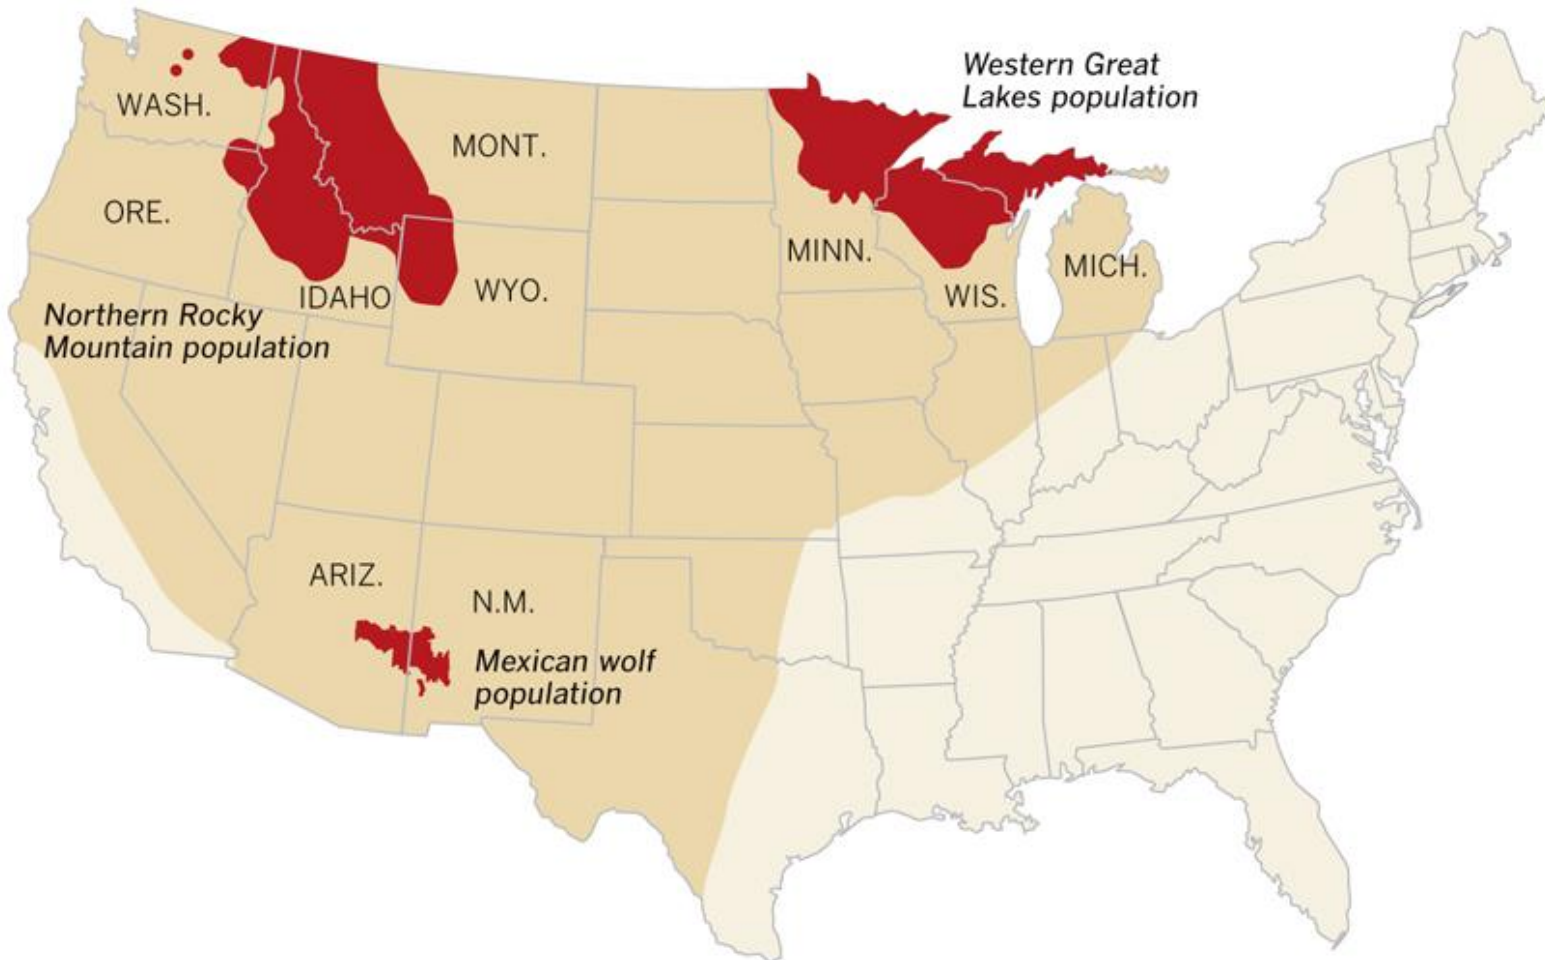 Western Great
Lakes population
WASH.
MONT.
ORE.
MINN.
MICH.
IDAHO
WYO.
WIS.
Northern Rocky
Mountain population
ARIZ.
N.M.
Mexican wolf
population